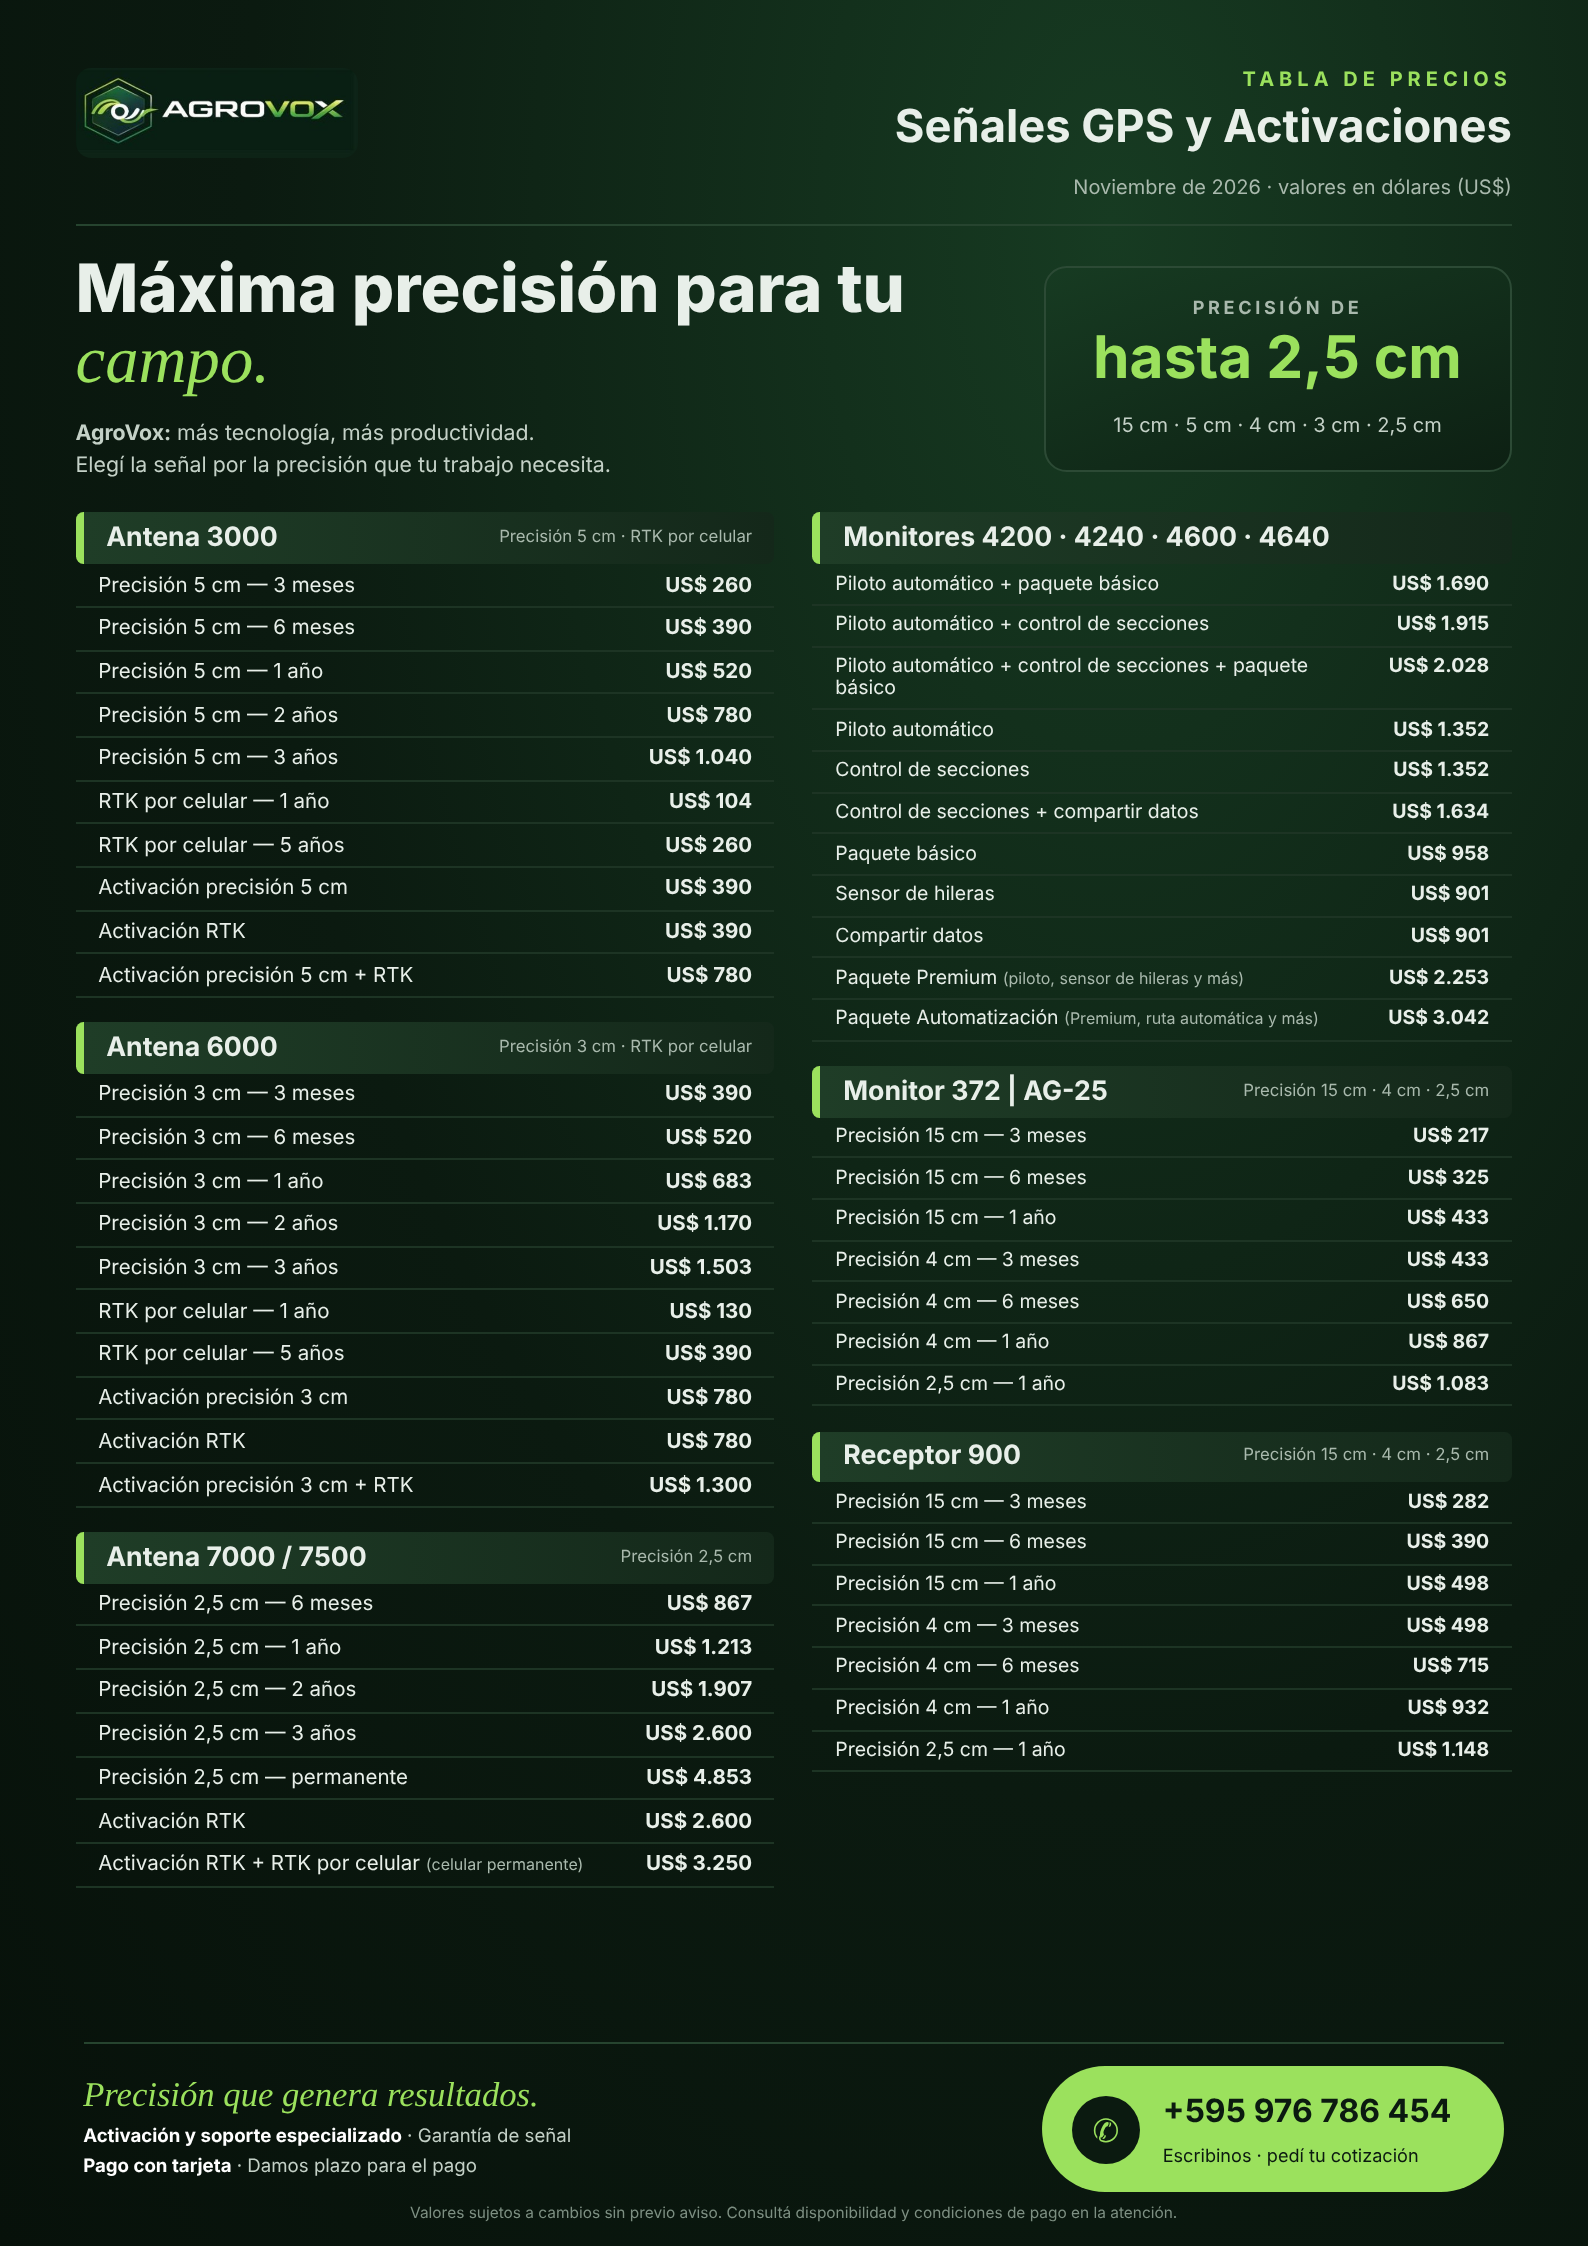 AGROVOX
TABLA DE PRECIOS
Señales GPS y Activaciones
Noviembre de 2026 · valores en dólares (US$)
Máxima precisión para tu
campo.
AgroVox: más tecnología, más productividad.
Elegí la señal por la precisión que tu trabajo necesita.
PRECISIÓN DE
hasta 2,5 cm
15 cm · 5 cm · 4 cm · 3 cm · 2,5 cm
Antena 3000 Precisión 5 cm · RTK por celular
Precisión 5 cm — 3 meses US$ 260
Precisión 5 cm — 6 meses US$ 390
Precisión 5 cm — 1 año US$ 520
Precisión 5 cm — 2 años US$ 780
Precisión 5 cm — 3 años US$ 1.040
RTK por celular — 1 año US$ 104
RTK por celular — 5 años US$ 260
Activación precisión 5 cm US$ 390
Activación RTK US$ 390
Activación precisión 5 cm + RTK US$ 780
Antena 6000 Precisión 3 cm · RTK por celular
Precisión 3 cm — 3 meses US$ 390
Precisión 3 cm — 6 meses US$ 520
Precisión 3 cm — 1 año US$ 683
Precisión 3 cm — 2 años US$ 1.170
Precisión 3 cm — 3 años US$ 1.503
RTK por celular — 1 año US$ 130
RTK por celular — 5 años US$ 390
Activación precisión 3 cm US$ 780
Activación RTK US$ 780
Activación precisión 3 cm + RTK US$ 1.300
Antena 7000 / 7500 Precisión 2,5 cm
Precisión 2,5 cm — 6 meses US$ 867
Precisión 2,5 cm — 1 año US$ 1.213
Precisión 2,5 cm — 2 años US$ 1.907
Precisión 2,5 cm — 3 años US$ 2.600
Precisión 2,5 cm — permanente US$ 4.853
Activación RTK US$ 2.600
Activación RTK + RTK por celular (celular permanente) US$ 3.250
Monitores 4200 · 4240 · 4600 · 4640
Piloto automático + paquete básico US$ 1.690
Piloto automático + control de secciones US$ 1.915
Piloto automático + control de secciones + paquete US$ 2.028
básico
Piloto automático US$ 1.352
Control de secciones US$ 1.352
Control de secciones + compartir datos US$ 1.634
Paquete básico US$ 958
Sensor de hileras US$ 901
Compartir datos US$ 901
Paquete Premium (piloto, sensor de hileras y más) US$ 2.253
Paquete Automatización (Premium, ruta automática y más) US$ 3.042
Monitor 372 | AG-25 Precisión 15 cm · 4 cm · 2,5 cm
Precisión 15 cm — 3 meses US$ 217
Precisión 15 cm — 6 meses US$ 325
Precisión 15 cm — 1 año US$ 433
Precisión 4 cm — 3 meses US$ 433
Precisión 4 cm — 6 meses US$ 650
Precisión 4 cm — 1 año US$ 867
Precisión 2,5 cm — 1 año US$ 1.083
Receptor 900 Precisión 15 cm · 4 cm · 2,5 cm
Precisión 15 cm — 3 meses US$ 282
Precisión 15 cm — 6 meses US$ 390
Precisión 15 cm — 1 año US$ 498
Precisión 4 cm — 3 meses US$ 498
Precisión 4 cm — 6 meses US$ 715
Precisión 4 cm — 1 año US$ 932
Precisión 2,5 cm — 1 año US$ 1.148
Precisión que genera resultados.
Activación y soporte especializado · Garantía de señal
Pago con tarjeta · Damos plazo para el pago
+595 976 786 454
Escribinos · pedí tu cotización
Valores sujetos a cambios sin previo aviso. Consultá disponibilidad y condiciones de pago en la atención.